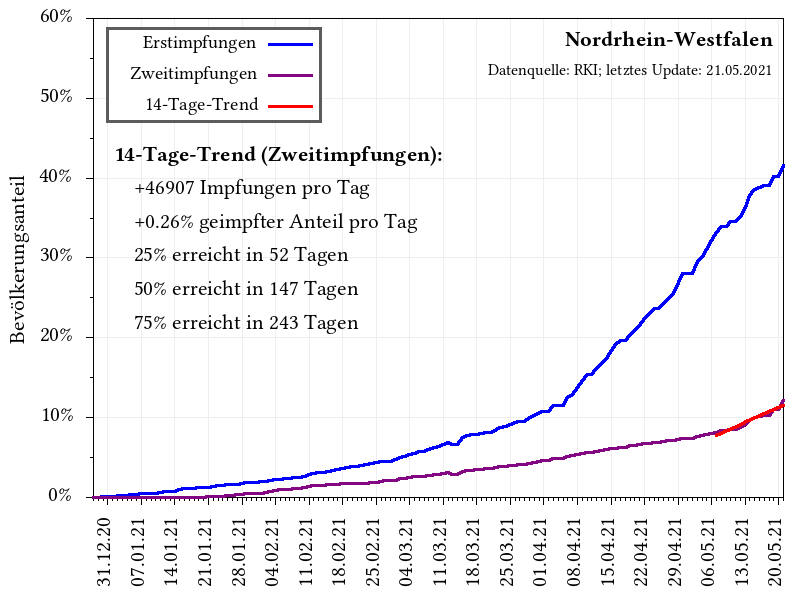 60%
50%
40%
30%
20%
10%
0%
Bevölkerungsanteil
Erstimpfungen
Zweitimpfungen
14-Tage-Trend
Nordrhein-Westfalen
Datenquelle: RKI; letztes Update: 21.05.2021
14-Tage-Trend (Zweitimpfungen):
+46907 Impfungen pro Tag
+0.26% geimpfter Anteil pro Tag
25% erreicht in 52 Tagen
50% erreicht in 147 Tagen
75% erreicht in 243 Tagen
31.12.20
07.01.21
14.01.21
21.01.21
28.01.21
04.02.21
11.02.21
18.02.21
25.02.21
04.03.21
11.03.21
18.03.21
25.03.21
01.04.21
08.04.21
15.04.21
22.04.21
29.04.21
06.05.21
13.05.21
20.05.21